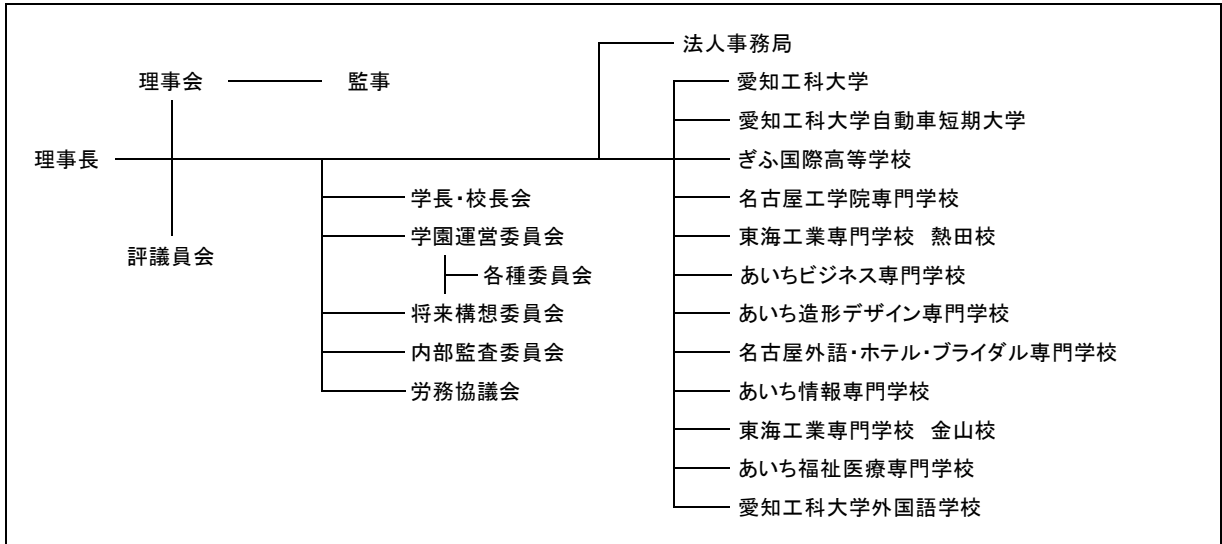 法人事務局
理事会
監事
理事長
評議員会
学長・校長会
学園運営委員会
各種委員会
将来構想委員会
内部監査委員会
労務協議会
愛知工科大学
愛知工科大学自動車短期大学
ぎふ国際高等学校
名古屋工学院専門学校
東海工業専門学校 熱田校
あいちビジネス専門学校
あいち造形デザイン専門学校
名古屋外語・ホテル・ブライダル専門学校
あいち情報専門学校
東海工業専門学校 金山校
あいち福祉医療専門学校
愛知工科大学外国語学校